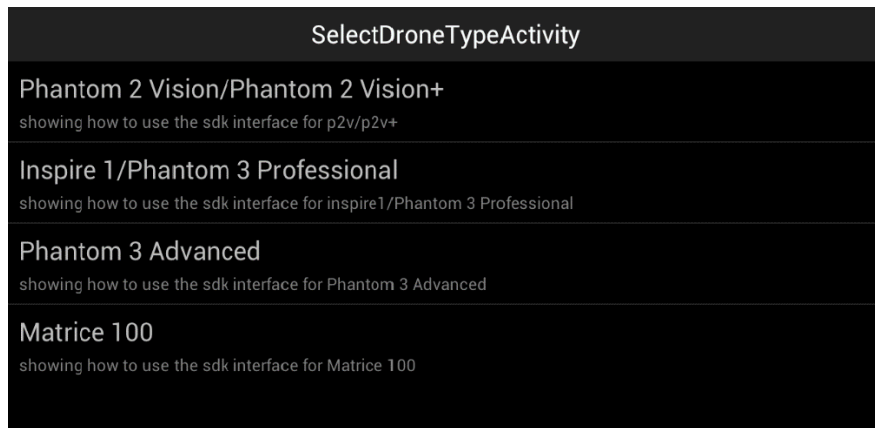 SelectDroneTypeActivity
Phantom 2 Vision/Phantom 2 Vision+
showing how to use the sdk interface for p2v/p2v+
Inspire 1/Phantom 3 Professional
showing how to use the sdk interface for inspire1/Phantom 3 Professional
Phantom 3 Advanced
showing how to use the sdk interface for Phantom 3 Advanced
Matrice 100
showing how to use the sdk interface for Matrice 100